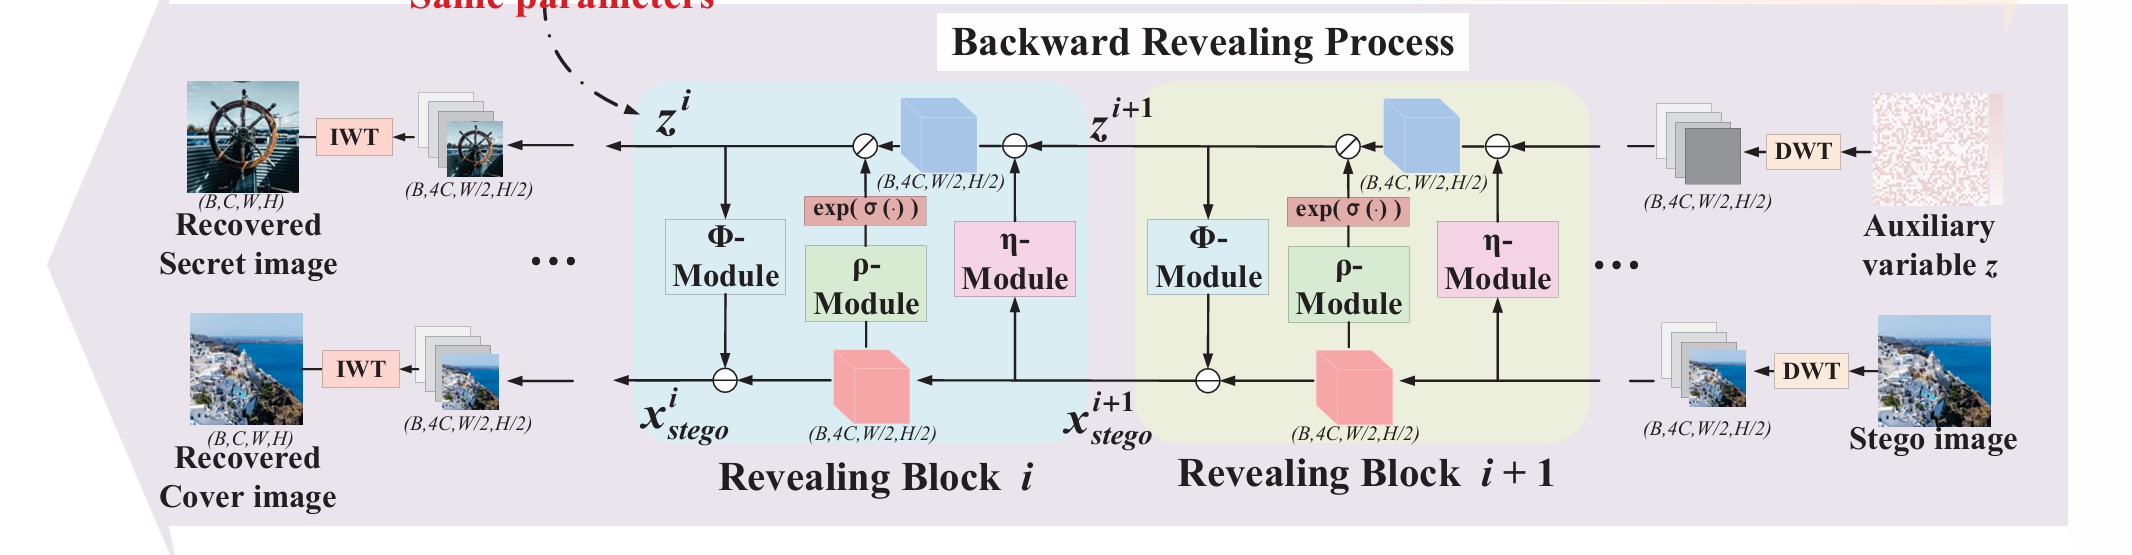 Same parameters
Backward Revealing Process
z^i
z^{i+1}
IWT
(B,C,W,H)
(B,4C,W/2,H/2)
Recovered
Secret image
Φ-
Module
exp( σ (·) )
ρ-
Module
(B,4C,W/2,H/2)
η-
Module
Φ-
Module
exp( σ (·) )
ρ-
Module
(B,4C,W/2,H/2)
η-
Module
(B,4C,W/2,H/2)
DWT
Auxiliary
variable z
...
...
IWT
(B,C,W,H)
(B,4C,W/2,H/2)
Recovered
Cover image
x^i_{stego}
(B,4C,W/2,H/2)
x^{i+1}_{stego}
(B,4C,W/2,H/2)
(B,4C,W/2,H/2)
DWT
Stego image
Revealing Block i
Revealing Block i + 1